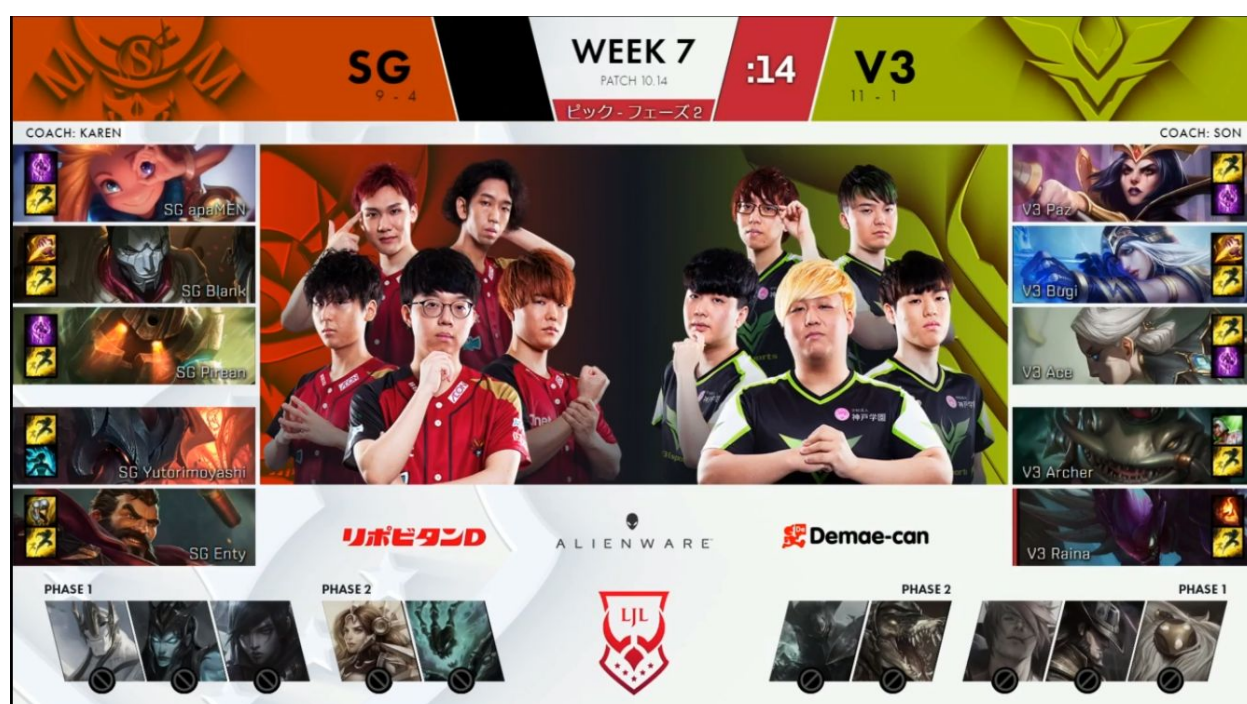 SG
9 - 4
WEEK 7
PATCH 10.14
ピック - フェーズ 2
:14
V3
11 - 1
COACH: KAREN
COACH: SON
SG apaMEN
SG Blank
SG Pirean
SG Yutorimoyashi
SG Enty
V3 Paz
V3 Bugi
V3 Ace
V3 Archer
V3 Raina
リポビタンD
ALIENWARE
Demae-can
PHASE 1
PHASE 2
LJL
PHASE 2
PHASE 1